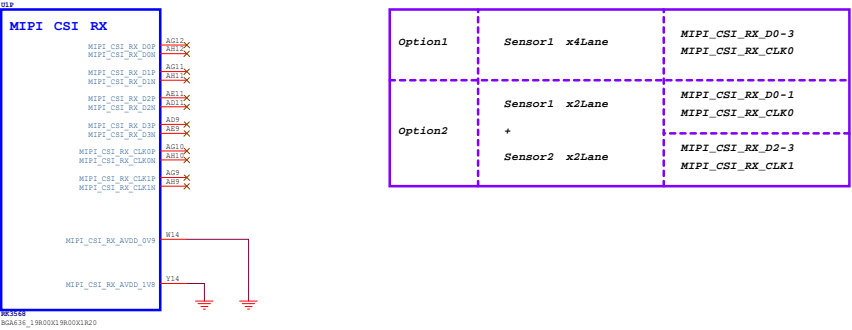 U1P
MIPI CSI RX
MIPI_CSI_RX_D0P AG12
MIPI_CSI_RX_D0N AH12
MIPI_CSI_RX_D1P AG11
MIPI_CSI_RX_D1N AH11
MIPI_CSI_RX_D2P AE11
MIPI_CSI_RX_D2N AD11
MIPI_CSI_RX_D3P AD9
MIPI_CSI_RX_D3N AE9
MIPI_CSI_RX_CLK0P AG10
MIPI_CSI_RX_CLK0N AH10
MIPI_CSI_RX_CLK1P AG9
MIPI_CSI_RX_CLK1N AH9
MIPI_CSI_RX_AVDD_0V9 W14
MIPI_CSI_RX_AVDD_1V8 Y14
RK3568
BGA636_19R00X19R00X1R20
Option1 Sensor1 x4Lane MIPI_CSI_RX_D0-3
MIPI_CSI_RX_CLK0
Option2
Sensor1 x2Lane
+
Sensor2 x2Lane
MIPI_CSI_RX_D0-1
MIPI_CSI_RX_CLK0
MIPI_CSI_RX_D2-3
MIPI_CSI_RX_CLK1